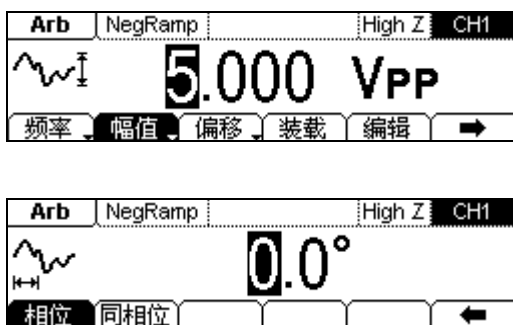 Arb NegRamp High Z CH1
5.000 VPP
频率 幅值 偏移 装载 编辑 ➡
Arb NegRamp High Z CH1
0.0°
相位 同相位 ⬅